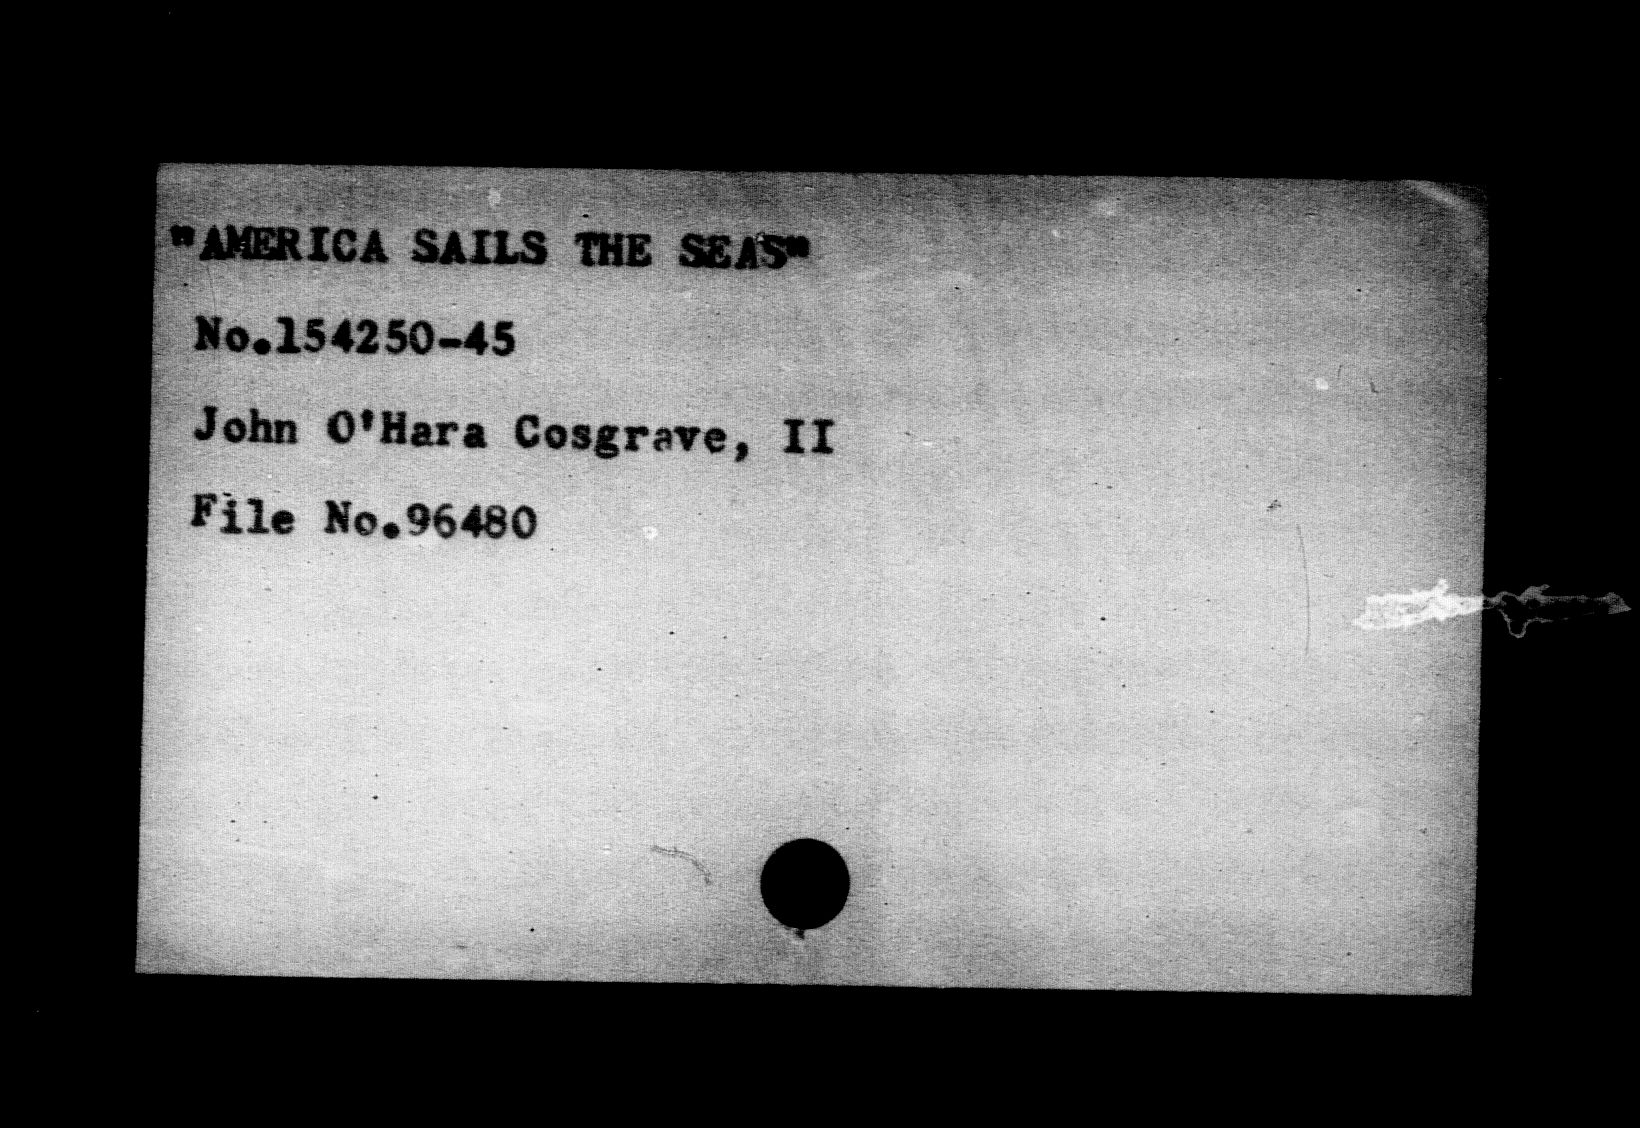 "AMERICA SAILS THE SEAS"
No.154250-45
John O'Hara Cosgrave, II
File No.96480